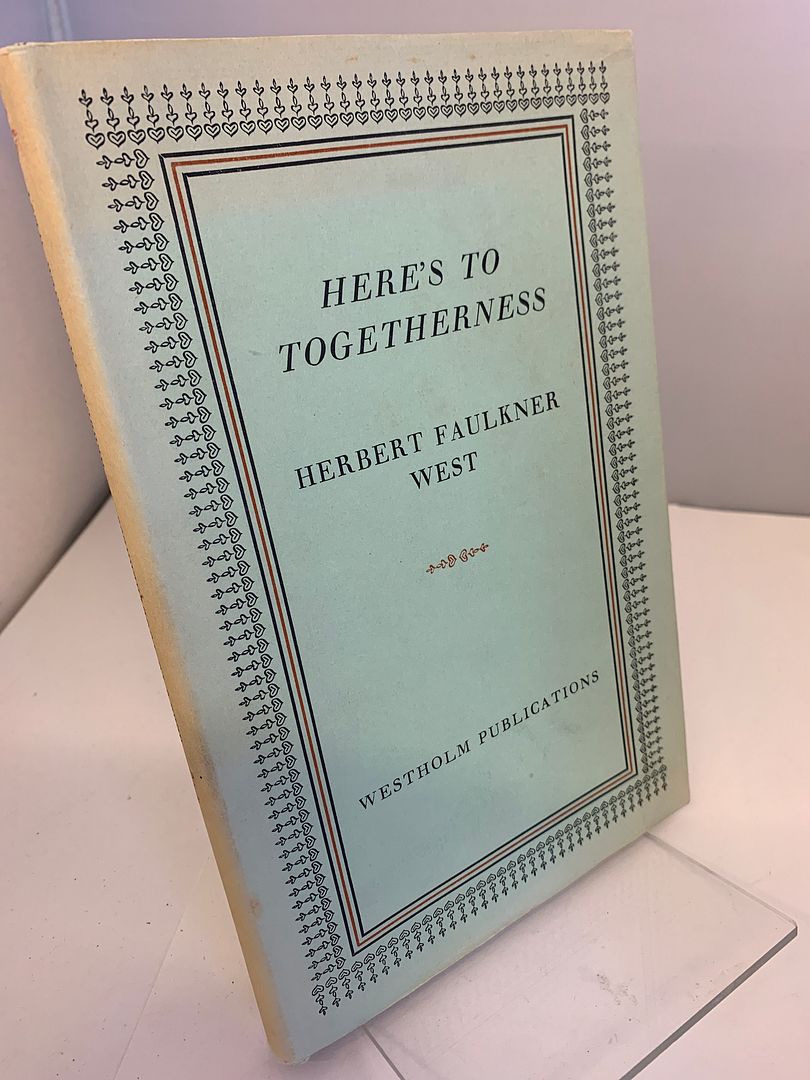 HERE'S TO
TOGETHERNESS
HERBERT FAULKNER
WEST
WESTHOLM PUBLICATIONS